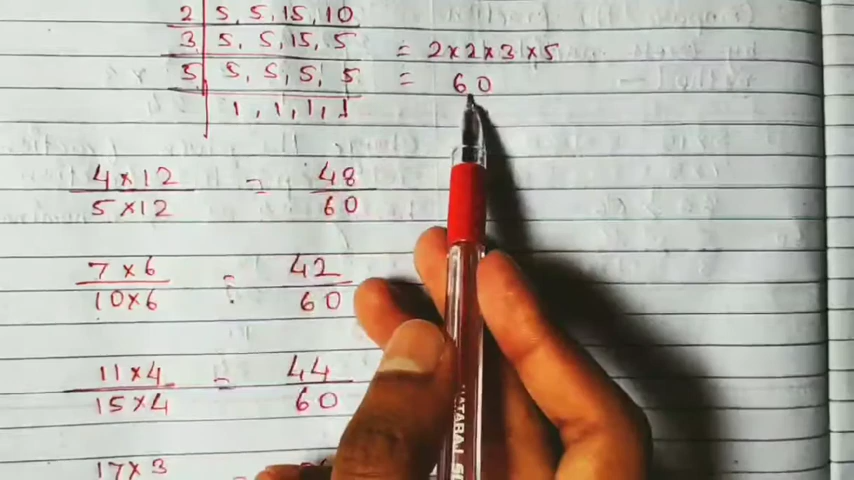 2 | 5, 5, 15, 10
3 | 5, 5, 15, 5 = 2×2×3×5
5 | 5, 5, 5, 5 = 60
1, 1, 1, 1
4×12/5×12 = 48/60
7×6/10×6 = 42/60
11×4/15×4 = 44/60
17×3 =